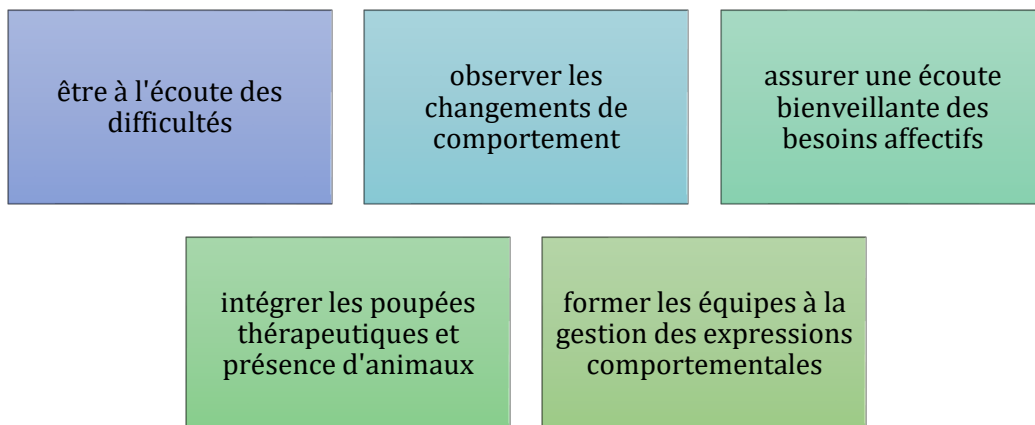 être à l'écoute des
difficultés
observer les
changements de
comportement
assurer une écoute
bienveillante des
besoins affectifs
intégrer les poupées
thérapeutiques et
présence d'animaux
former les équipes à la
gestion des expressions
comportementales